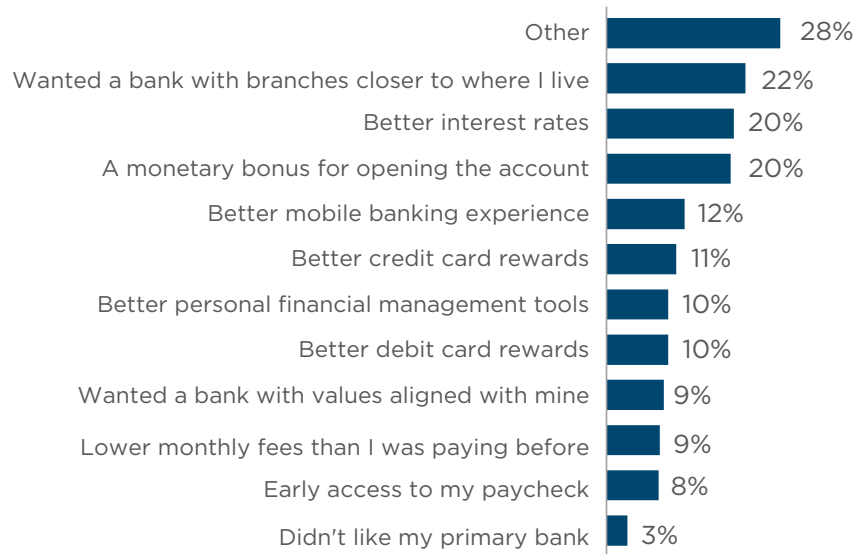 Other 28%
Wanted a bank with branches closer to where I live 22%
Better interest rates 20%
A monetary bonus for opening the account 20%
Better mobile banking experience 12%
Better credit card rewards 11%
Better personal financial management tools 10%
Better debit card rewards 10%
Wanted a bank with values aligned with mine 9%
Lower monthly fees than I was paying before 9%
Early access to my paycheck 8%
Didn't like my primary bank 3%